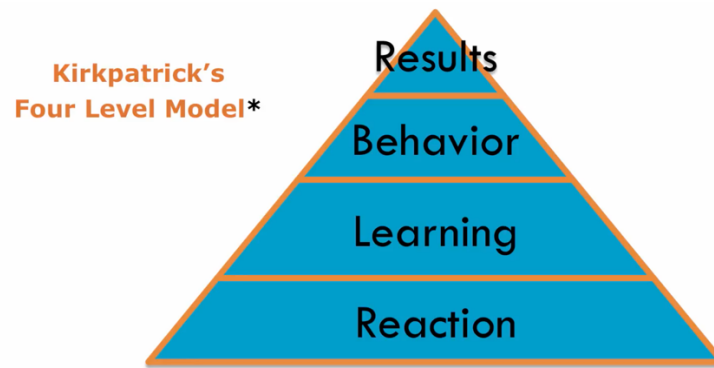 Kirkpatrick's
Four Level Model*
Results
Behavior
Learning
Reaction